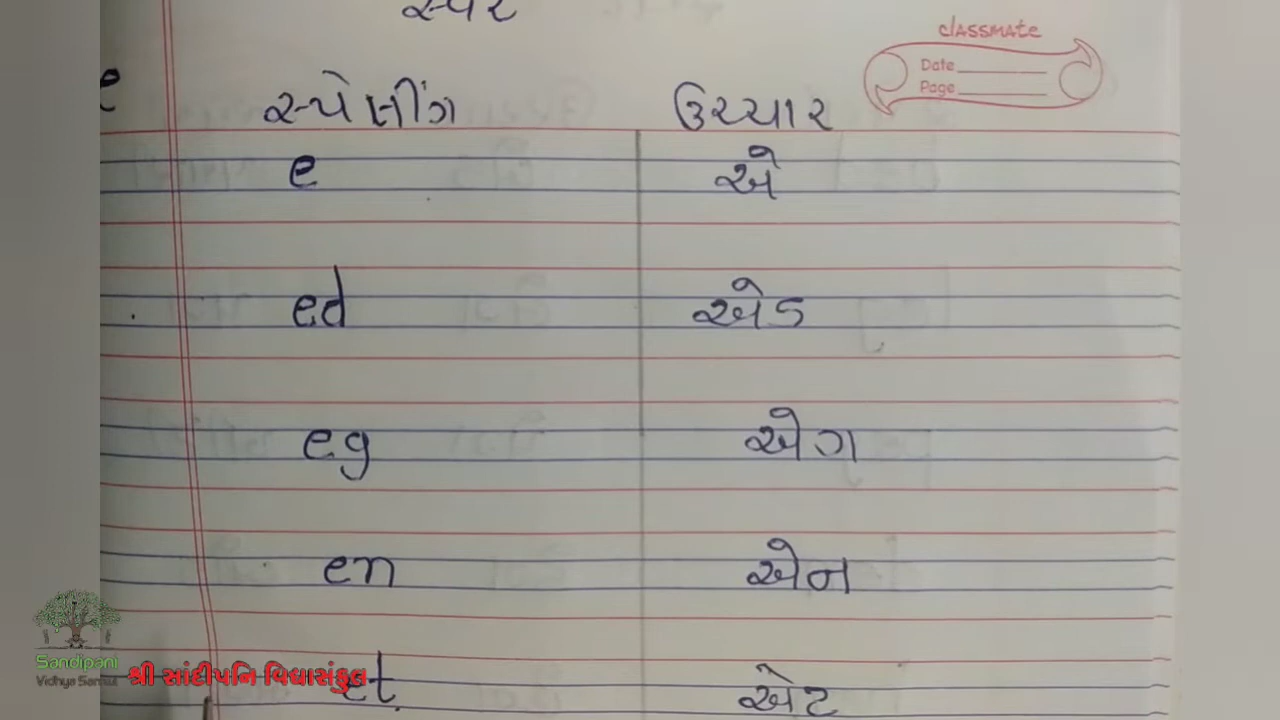 સ્વર
classmate
Date
Page
e સ્પેલીંગ ઉચ્ચાર
e એ
ed એડ
eg એગ
en એન
et એટ
Sandipani
Vidhya Sankul
શ્રી સાંદીપનિ વિદ્યાસંકુલ